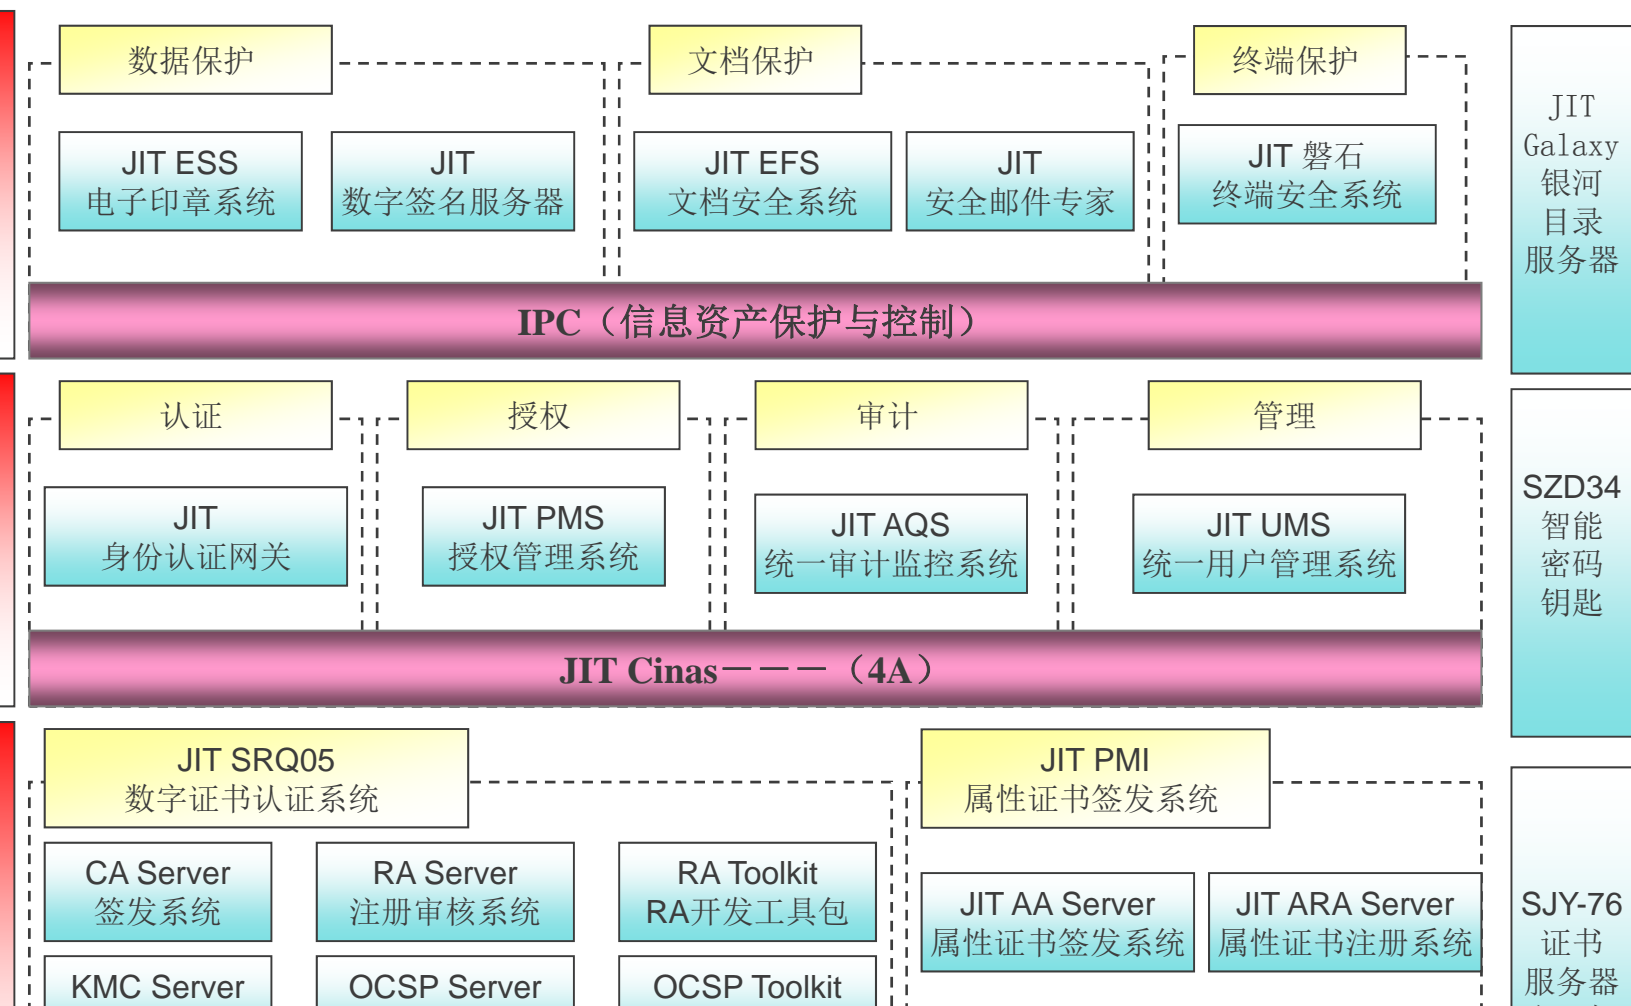 数据保护
文档保护
终端保护
JIT ESS
电子印章系统
JIT
数字签名服务器
JIT EFS
文档安全系统
JIT
安全邮件专家
JIT 磐石
终端安全系统
IPC（信息资产保护与控制）
JIT
Galaxy
银河
目录
服务器
认证
授权
审计
管理
JIT
身份认证网关
JIT PMS
授权管理系统
JIT AQS
统一审计监控系统
JIT UMS
统一用户管理系统
JIT Cinas－－－（4A）
SZD34
智能
密码
钥匙
JIT SRQ05
数字证书认证系统
JIT PMI
属性证书签发系统
CA Server
签发系统
RA Server
注册审核系统
RA Toolkit
RA开发工具包
JIT AA Server
属性证书签发系统
JIT ARA Server
属性证书注册系统
KMC Server
OCSP Server
OCSP Toolkit
SJY-76
证书
服务器